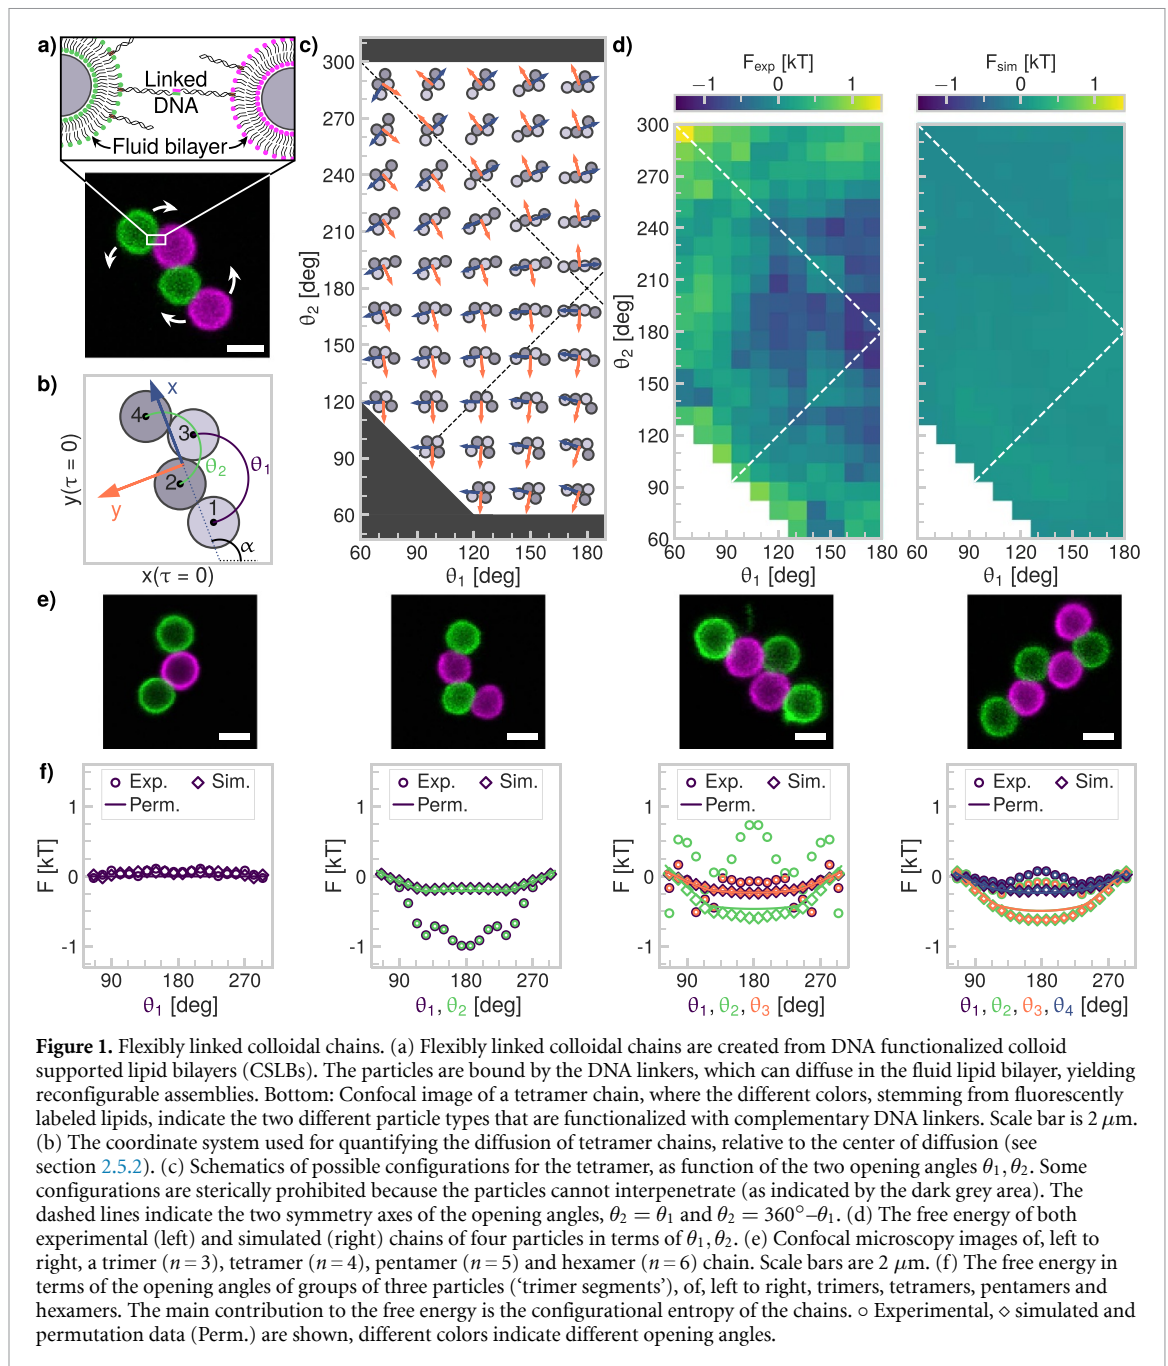 a)
Linked
DNA
Fluid bilayer
b)
x
4
3
θ1
θ2
2
y
1
α
y(τ = 0)
x(τ = 0)
c)
300
270
240
210
180
150
120
90
60
θ2 [deg]
60 90 120 150 180
θ1 [deg]
d)
Fexp [kT]
−1 0 1
Fsim [kT]
−1 0 1
300
270
240
210
180
150
120
90
60
θ2 [deg]
60 90 120 150 180
θ1 [deg]
60 90 120 150 180
θ1 [deg]
e)
f)
Exp. Sim.
Perm.
1
0
-1
F [kT]
90 180 270
θ1 [deg]
Exp. Sim.
Perm.
1
0
-1
F [kT]
90 180 270
θ1, θ2 [deg]
Exp. Sim.
Perm.
1
0
-1
F [kT]
90 180 270
θ1, θ2, θ3 [deg]
Exp. Sim.
Perm.
1
0
-1
F [kT]
90 180 270
θ1, θ2, θ3, θ4 [deg]
Figure 1. Flexibly linked colloidal chains. (a) Flexibly linked colloidal chains are created from DNA functionalized colloid
supported lipid bilayers (CSLBs). The particles are bound by the DNA linkers, which can diffuse in the fluid lipid bilayer, yielding
reconfigurable assemblies. Bottom: Confocal image of a tetramer chain, where the different colors, stemming from fluorescently
labeled lipids, indicate the two different particle types that are functionalized with complementary DNA linkers. Scale bar is 2 μm.
(b) The coordinate system used for quantifying the diffusion of tetramer chains, relative to the center of diffusion (see
section 2.5.2). (c) Schematics of possible configurations for the tetramer, as function of the two opening angles θ1, θ2. Some
configurations are sterically prohibited because the particles cannot interpenetrate (as indicated by the dark grey area). The
dashed lines indicate the two symmetry axes of the opening angles, θ2 = θ1 and θ2 = 360°–θ1. (d) The free energy of both
experimental (left) and simulated (right) chains of four particles in terms of θ1, θ2. (e) Confocal microscopy images of, left to
right, a trimer (n = 3), tetramer (n = 4), pentamer (n = 5) and hexamer (n = 6) chain. Scale bars are 2 μm. (f) The free energy in
terms of the opening angles of groups of three particles (‘trimer segments’), of, left to right, trimers, tetramers, pentamers and
hexamers. The main contribution to the free energy is the configurational entropy of the chains. ○ Experimental, ◇ simulated and
permutation data (Perm.) are shown, different colors indicate different opening angles.